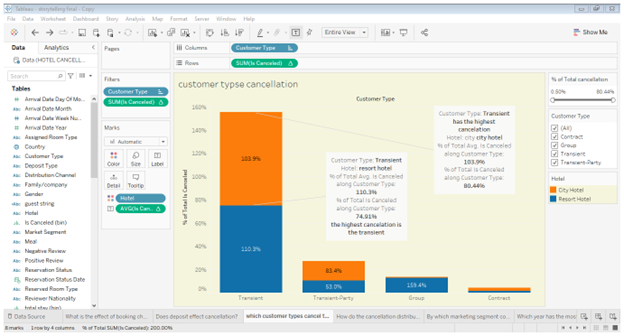 Tableau - storytelling final - Copy
File Data Worksheet Dashboard Story Analysis Map Format Server Window Help
Entire View
Show Me
Data Analytics
Data (HOTEL CANCELL...
Search
Tables
Arrival Date Day Of Mo...
Arrival Date Month
Arrival Date Week Nu...
Arrival Date Year
Assigned Room Type
Country
Customer Type
Deposit Type
Distribution Channel
Family/company
Gender
guest string
Hotel
Is Canceled (bin)
Market Segment
Meal
Negative Review
Positive Review
Reservation Status
Reservation Status Date
Reserved Room Type
Reviewer Nationality
total stay (bin)
Pages
Filters
Customer Type
SUM(Is Canceled)
Marks
Automatic
Color Size Label
Detail Tooltip
Hotel
AVG(Is Can...
Columns Customer Type
Rows SUM(Is Canceled)
customer typse cancellation
Customer Type
% of Total Is Canceled
160%
140%
120%
100%
80%
60%
40%
20%
0%
103.9%
110.3%
83.4%
53.0%
159.4%
Transient Transient-Party Group Contract
Customer Type: Transient
has the highest
cancelation
Hotel: city city hotel
% of Total Avg. Is Canceled
along Customer Type:
103.9%
% of Total Is Canceled
along Customer Type:
80.44%
Customer Type: Transient
Hotel: resort hotel
% of Total Avg. Is Canceled
along Customer Type:
110.3%
% of Total Is Canceled
along Customer Type:
74.91%
the highest cancelation is
the transient
% of Total cancellation
0.50% 80.44%
Customer Type
(All)
Contract
Group
Transient
Transient-Party
Hotel
City Hotel
Resort Hotel
Data Source What is the effect of booking ch... Does deposit effect cancellation? which customer types cancel t... How do the cancellation distribu... By which marketing segment co... Which year has the most
8 marks 1 row by 4 columns % of Total SUM(Is Canceled): 200.00%